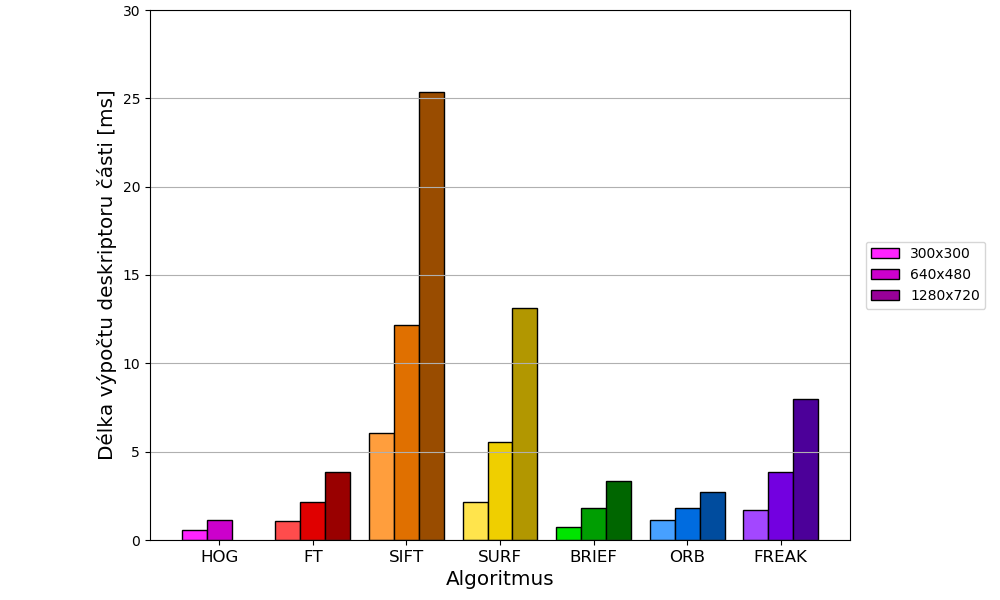 30
25
20
15
10
5
0
Délka výpočtu deskriptoru části [ms]
HOG FT SIFT SURF BRIEF ORB FREAK
Algoritmus
300x300
640x480
1280x720